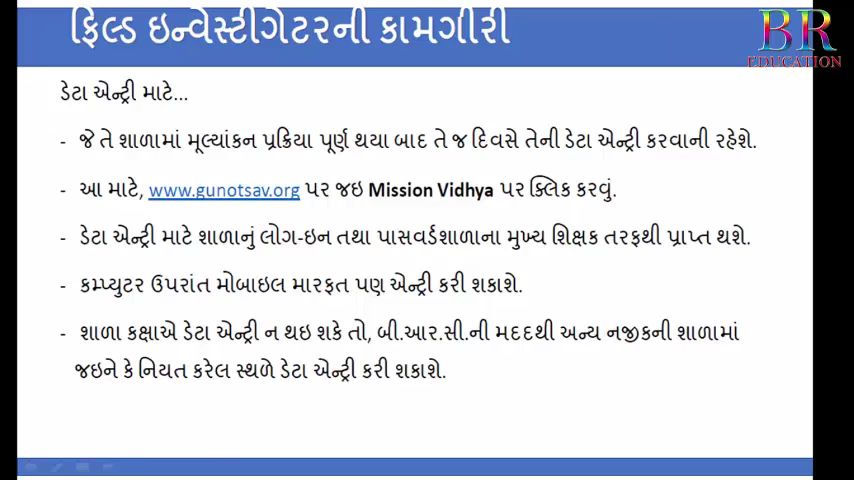 ફિલ્ડ ઇન્વેસ્ટીગેટરની કામગીરી
BR
EDUCATION
ડેટા એન્ટ્રી માટે...
- જે તે શાળામાં મૂલ્યાંકન પ્રક્રિયા પૂર્ણ થયા બાદ તે જ દિવસે તેની ડેટા એન્ટ્રી કરવાની રહેશે.
- આ માટે, www.gunotsav.org પર જઇ Mission Vidhya પર ક્લિક કરવું.
- ડેટા એન્ટ્રી માટે શાળાનું લોગ-ઇન તથા પાસવર્ડશાળાના મુખ્ય શિક્ષક તરફથી પ્રાપ્ત થશે.
- કમ્પ્યુટર ઉપરાંત મોબાઇલ મારફત પણ એન્ટ્રી કરી શકાશે.
- શાળા કક્ષાએ ડેટા એન્ટ્રી ન થઇ શકે તો, બી.આર.સી.ની મદદથી અન્ય નજીકની શાળામાં
જઇને કે નિયત કરેલ સ્થળે ડેટા એન્ટ્રી કરી શકાશે.